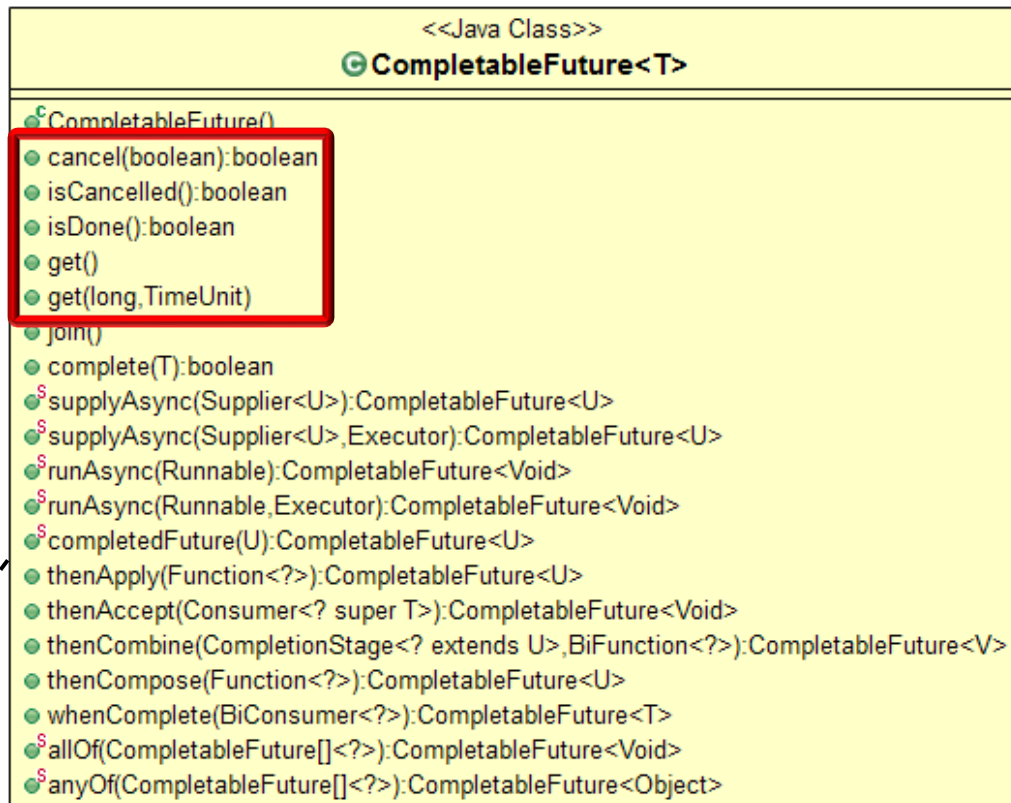 <<Java Class>>
CompletableFuture<T>
CompletableFuture()
cancel(boolean):boolean
isCancelled():boolean
isDone():boolean
get()
get(long,TimeUnit)
join()
complete(T):boolean
supplyAsync(Supplier<U>):CompletableFuture<U>
supplyAsync(Supplier<U>,Executor):CompletableFuture<U>
runAsync(Runnable):CompletableFuture<Void>
runAsync(Runnable,Executor):CompletableFuture<Void>
completedFuture(U):CompletableFuture<U>
thenApply(Function<?>):CompletableFuture<U>
thenAccept(Consumer<? super T>):CompletableFuture<Void>
thenCombine(CompletionStage<? extends U>,BiFunction<?>):CompletableFuture<V>
thenCompose(Function<?>):CompletableFuture<U>
whenComplete(BiConsumer<?>):CompletableFuture<T>
allOf(CompletableFuture[]<?>):CompletableFuture<Void>
anyOf(CompletableFuture[]<?>):CompletableFuture<Object>